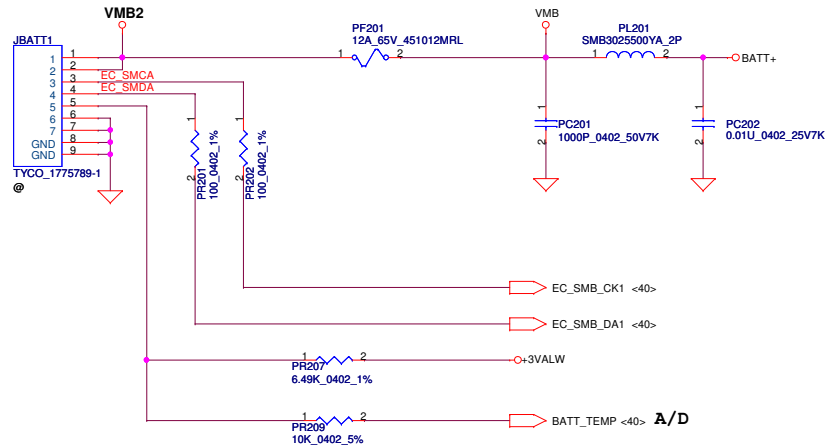 VMB2
JBATT1
1 1
2 2
3 3 EC_SMCA
4 4 EC_SMDA
5 5
6 6
7 7
GND 8
GND 9
TYCO_1775789-1
@
PF201
12A_65V_451012MRL
1 2
VMB
PL201
SMB3025500YA_2P
1 2
BATT+
1
PC201
1000P_0402_50V7K
2
1
PC202
0.01U_0402_25V7K
2
1
PR201
100_0402_1%
2
1
PR202
100_0402_1%
2
EC_SMB_CK1 <40>
EC_SMB_DA1 <40>
1 2
PR207
6.49K_0402_1%
+3VALW
1 2
PR209
10K_0402_5%
BATT_TEMP <40> A/D